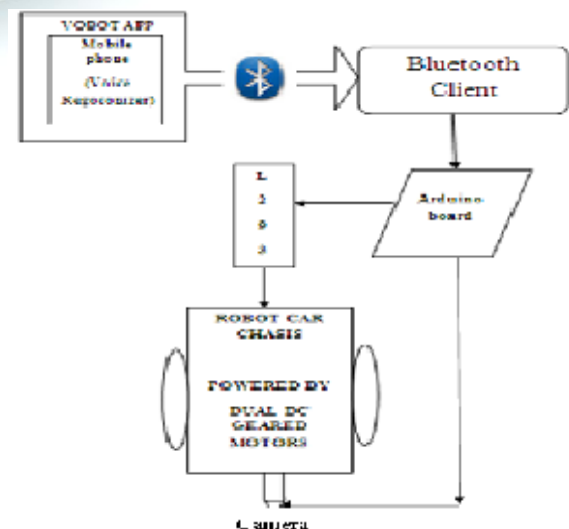 VOBOT APP
Mobile
phone
(Voice
Regoconizer)
Bluetooth
Client
Arduino-
board
L
2
9
3
ROBOT CAR
CHASIS
POWERED BY
DUAL DC
GEARED
MOTORS
Camera